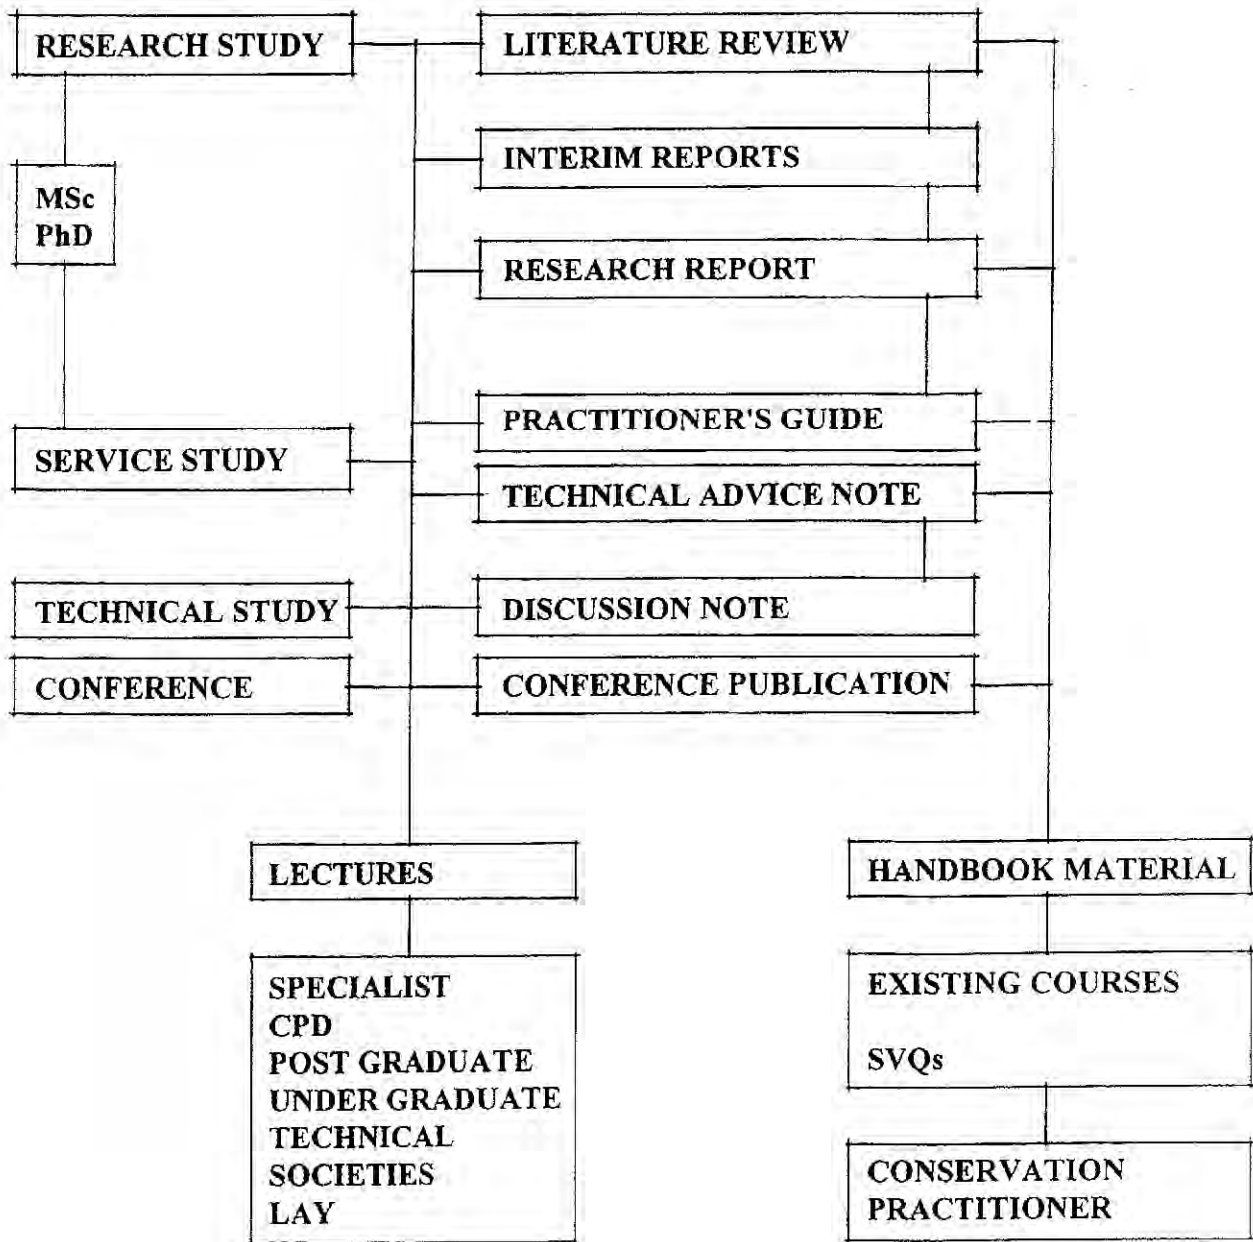 RESEARCH STUDY
LITERATURE REVIEW
INTERIM REPORTS
MSc
PhD
RESEARCH REPORT
PRACTITIONER'S GUIDE
SERVICE STUDY
TECHNICAL ADVICE NOTE
TECHNICAL STUDY
DISCUSSION NOTE
CONFERENCE
CONFERENCE PUBLICATION
LECTURES
SPECIALIST
CPD
POST GRADUATE
UNDER GRADUATE
TECHNICAL
SOCIETIES
LAY
HANDBOOK MATERIAL
EXISTING COURSES
SVQs
CONSERVATION
PRACTITIONER